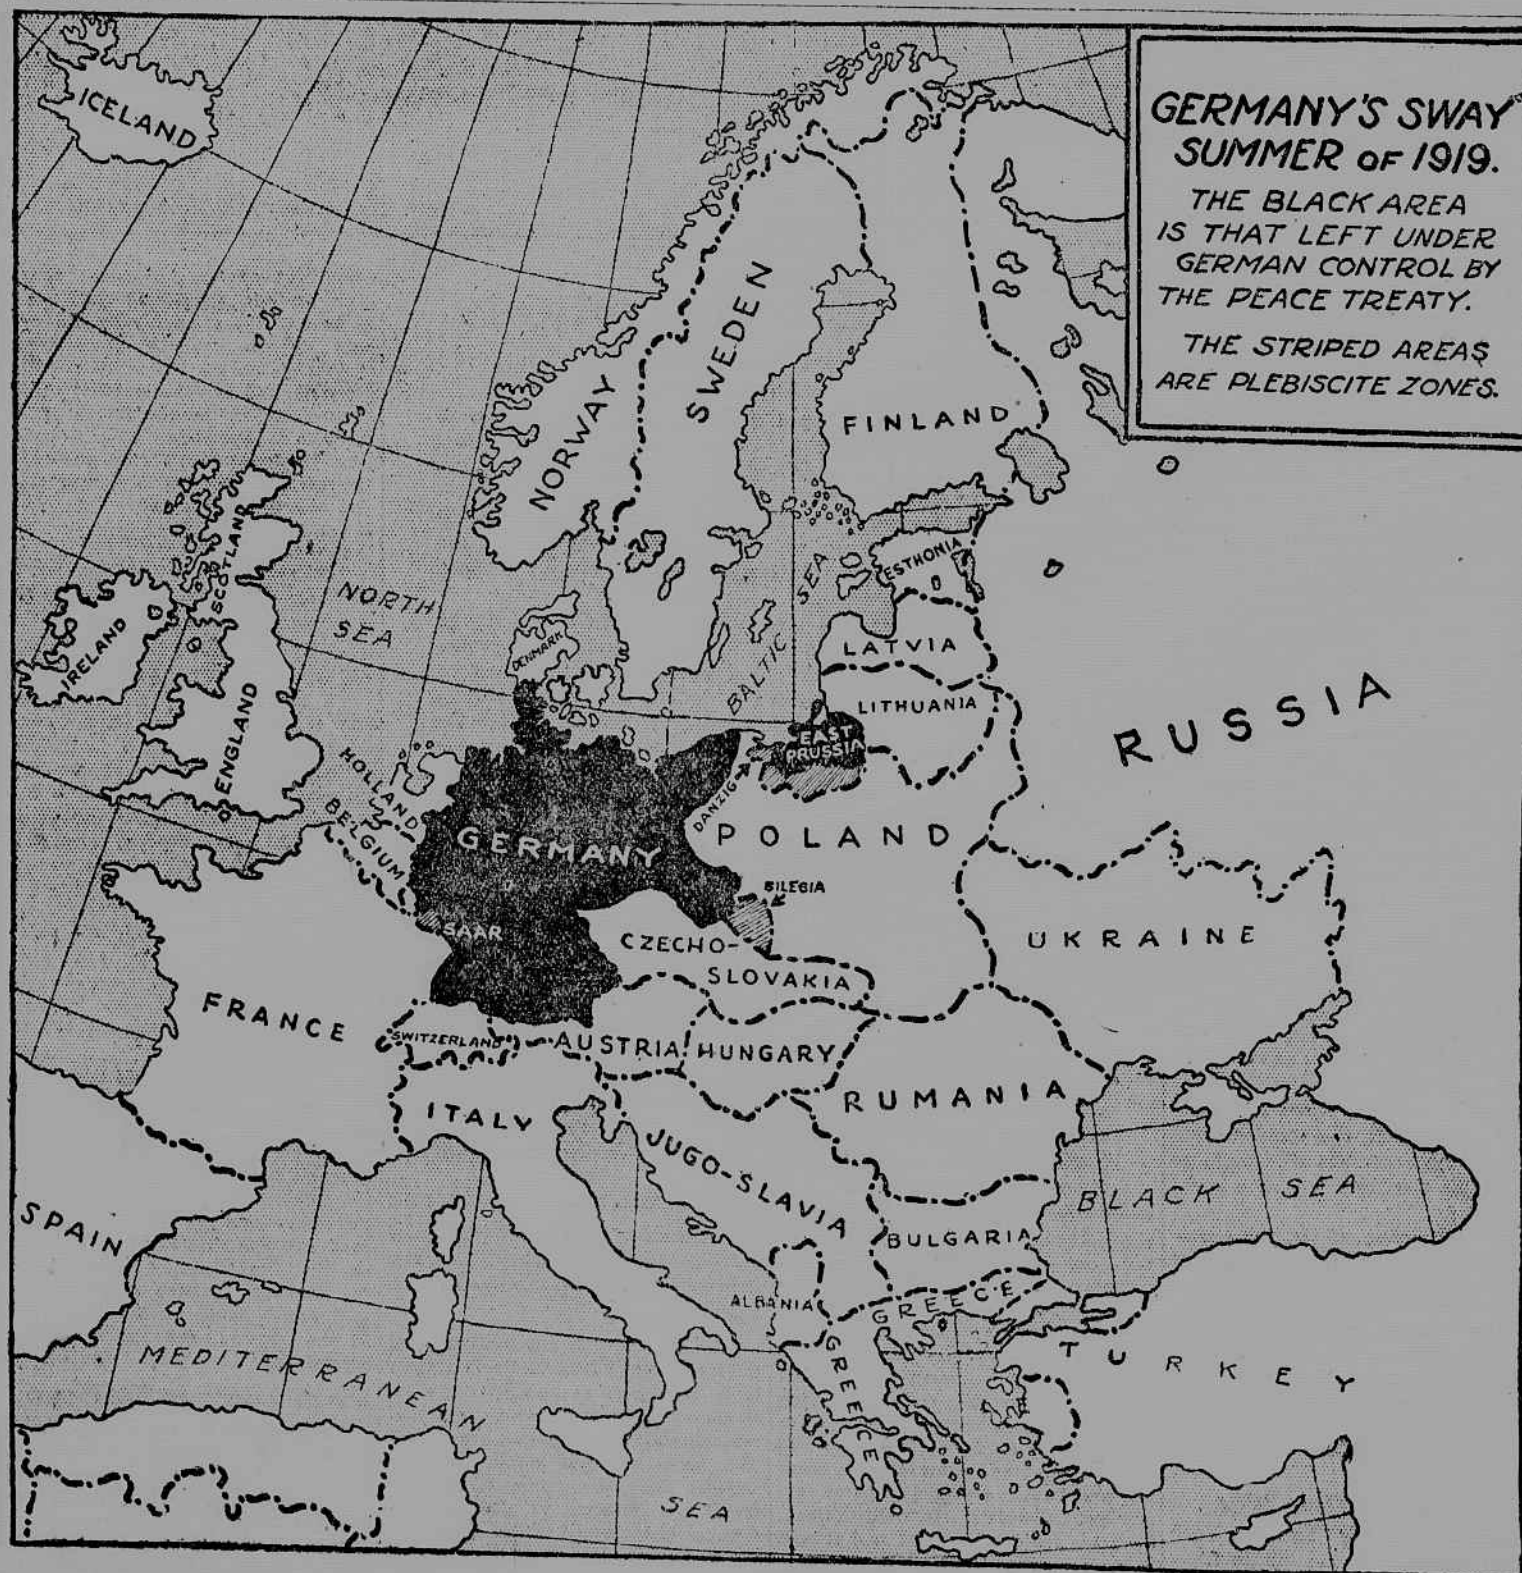 GERMANY'S SWAY
SUMMER OF 1919.
THE BLACK AREA
IS THAT LEFT UNDER
GERMAN CONTROL BY
THE PEACE TREATY.
THE STRIPED AREAS
ARE PLEBISCITE ZONES.
ICELAND
NORWAY
SWEDEN
FINLAND
SCOTLAND
IRELAND
ENGLAND
NORTH
SEA
DENMARK
BALTIC SEA
ESTHONIA
LATVIA
LITHUANIA
RUSSIA
EAST
PRUSSIA
DANZIG
HOLLAND
BELGIUM
GERMANY
POLAND
SILESIA
SAAR
CZECHO-
SLOVAKIA
UKRAINE
FRANCE
SWITZERLAND
AUSTRIA
HUNGARY
RUMANIA
ITALY
JUGO-SLAVIA
SPAIN
BLACK SEA
BULGARIA
ALBANIA
GREECE
GREECE
TURKEY
MEDITERRANEAN
SEA